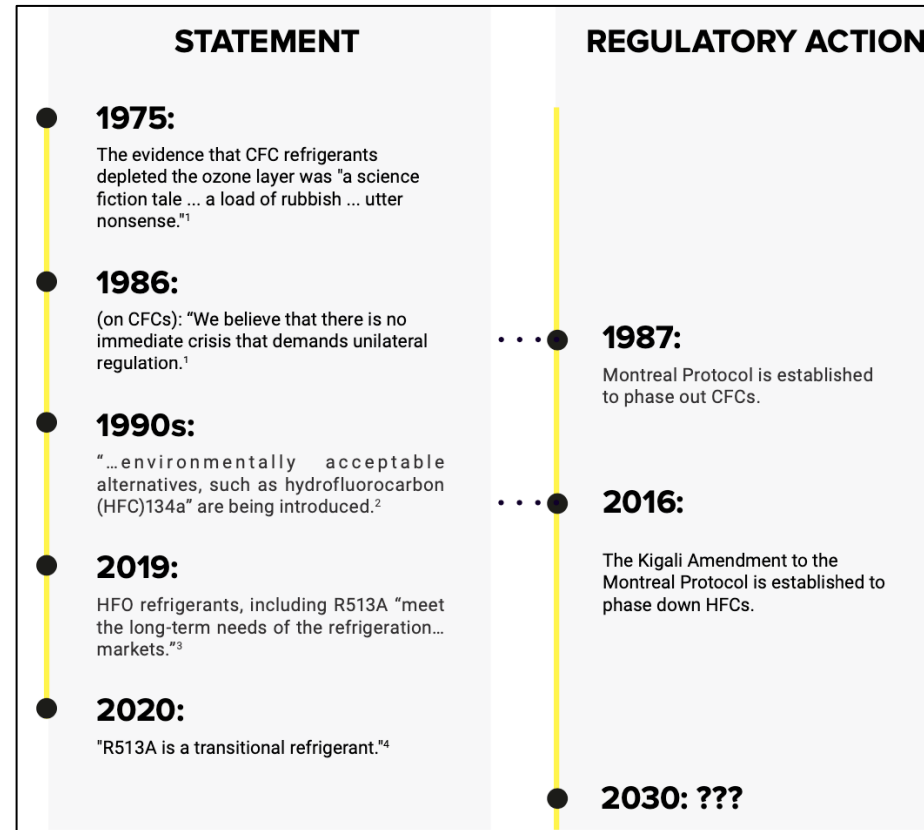 STATEMENT
1975:
The evidence that CFC refrigerants
depleted the ozone layer was "a science
fiction tale ... a load of rubbish ... utter
nonsense."¹
1986:
(on CFCs): “We believe that there is no
immediate crisis that demands unilateral
regulation.¹
1990s:
“…environmentally acceptable
alternatives, such as hydrofluorocarbon
(HFC)134a” are being introduced.²
2019:
HFO refrigerants, including R513A “meet
the long-term needs of the refrigeration…
markets.”³
2020:
"R513A is a transitional refrigerant."⁴
REGULATORY ACTION
1987:
Montreal Protocol is established
to phase out CFCs.
2016:
The Kigali Amendment to the
Montreal Protocol is established to
phase down HFCs.
2030: ???